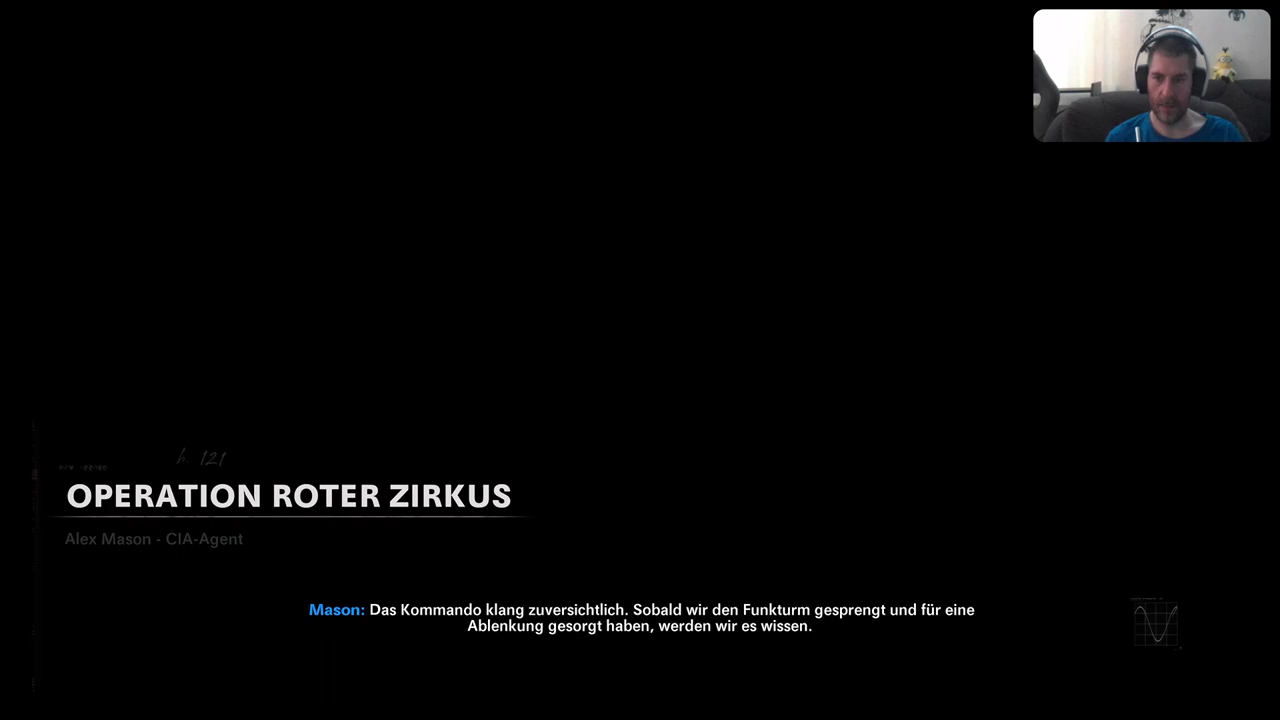 h. 121
OPERATION ROTER ZIRKUS
Alex Mason - CIA-Agent
Mason: Das Kommando klang zuversichtlich. Sobald wir den Funkturm gesprengt und für eine
Ablenkung gesorgt haben, werden wir es wissen.